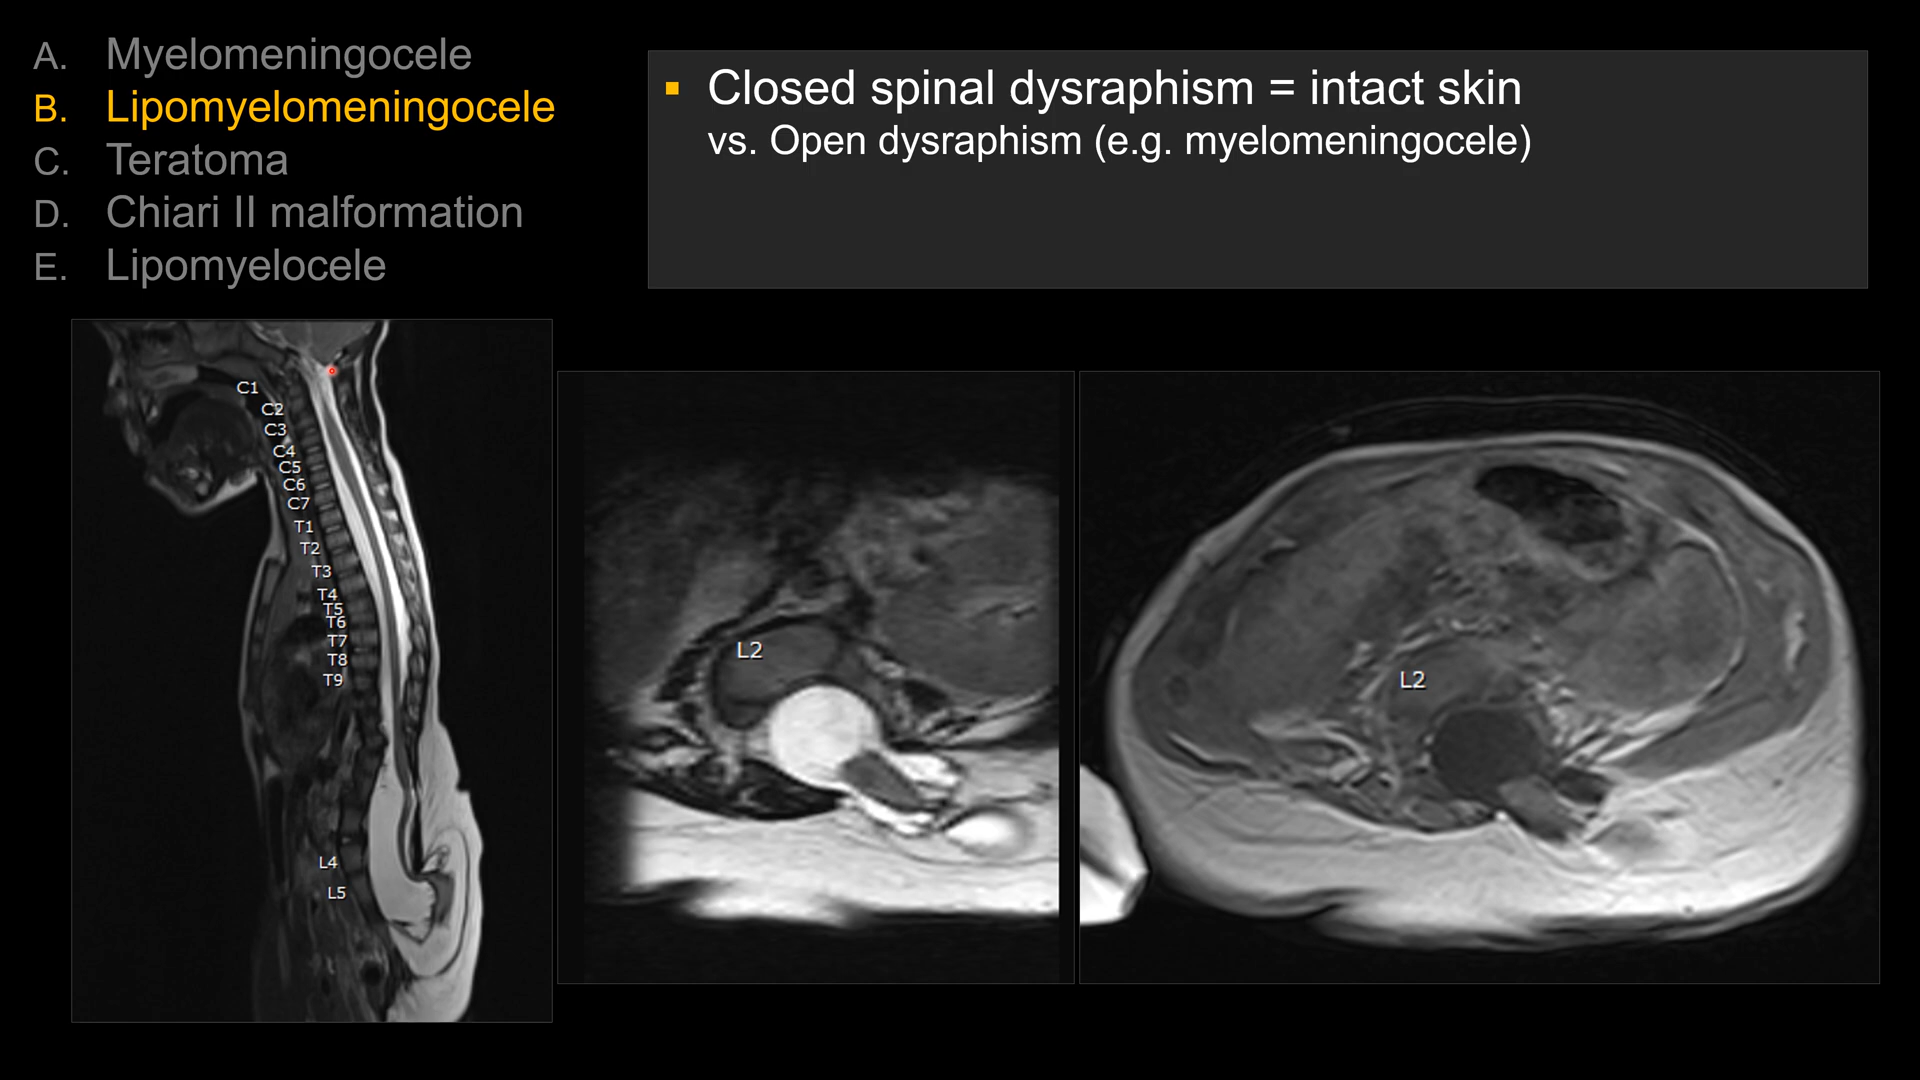 A. Myelomeningocele
B. Lipomyelomeningocele
C. Teratoma
D. Chiari II malformation
E. Lipomyelocele
Closed spinal dysraphism = intact skin
vs. Open dysraphism (e.g. myelomeningocele)
C1
C2
C3
C4
C5
C6
C7
T1
T2
T3
T4
T5
T6
T7
T8
T9
L4
L5
L2
L2